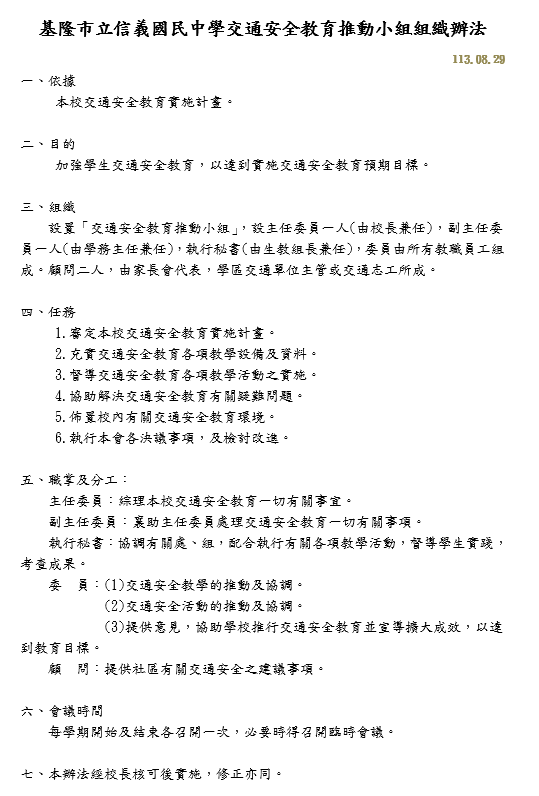 基隆市立信義國民中學交通安全教育推動小組組織辦法
113.08.29
一、依據
本校交通安全教育實施計畫。
二、目的
加強學生交通安全教育，以達到實施交通安全教育預期目標。
三、組織
設置「交通安全教育推動小組」，設主任委員一人(由校長兼任)，副主任委
員一人(由學務主任兼任)，執行秘書(由生教組長兼任)，委員由所有教職員工組
成。顧問二人，由家長會代表，學區交通單位主管或交通志工所成。
四、任務
1.審定本校交通安全教育實施計畫。
2.充實交通安全教育各項教學設備及資料。
3.督導交通安全教育各項教學活動之實施。
4.協助解決交通安全教育有關疑難問題。
5.佈置校內有關交通安全教育環境。
6.執行本會各決議事項，及檢討改進。
五、職掌及分工：
主任委員：綜理本校交通安全教育一切有關事宜。
副主任委員：襄助主任委員處理交通安全教育一切有關事項。
執行秘書：協調有關處、組，配合執行有關各項教學活動，督導學生實踐，
考查成果。
委　員：(1)交通安全教學的推動及協調。
(2)交通安全活動的推動及協調。
(3)提供意見，協助學校推行交通安全教育並宣導擴大成效，以達
到教育目標。
顧　問：提供社區有關交通安全之建議事項。
六、會議時間
每學期開始及結束各召開一次，必要時得召開臨時會議。
七、本辦法經校長核可後實施，修正亦同。